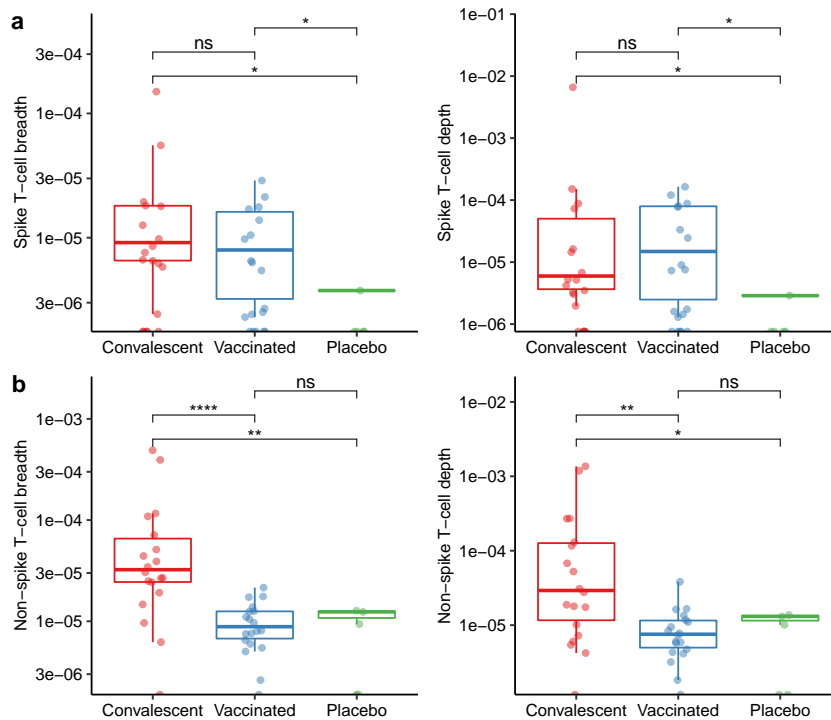 a
Spike T−cell breadth
3e−04
1e−04
3e−05
1e−05
3e−06
ns
*
*
Convalescent Vaccinated Placebo
Spike T−cell depth
1e−01
1e−02
1e−03
1e−04
1e−05
1e−06
ns
*
*
Convalescent Vaccinated Placebo
b
Non−spike T−cell breadth
1e−03
3e−04
1e−04
3e−05
1e−05
3e−06
ns
****
**
Convalescent Vaccinated Placebo
Non−spike T−cell depth
1e−02
1e−03
1e−04
1e−05
ns
**
*
Convalescent Vaccinated Placebo